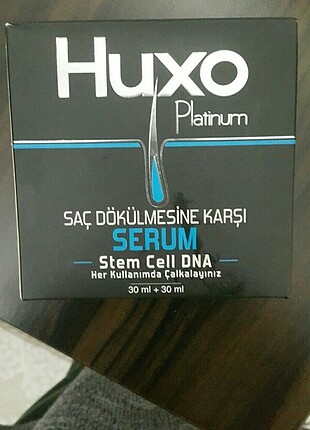 Huxo
Platinum
SAÇ DÖKÜLMESİNE KARŞI
SERUM
Stem Cell DNA
Her Kullanımda Çalkalayınız
30 ml + 30 ml